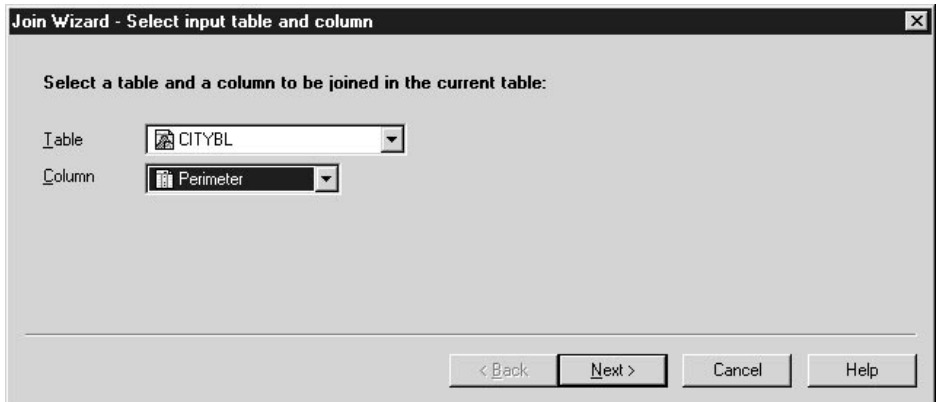 Join Wizard - Select input table and column
Select a table and a column to be joined in the current table:
Table CITYBL
Column Perimeter
< Back Next > Cancel Help